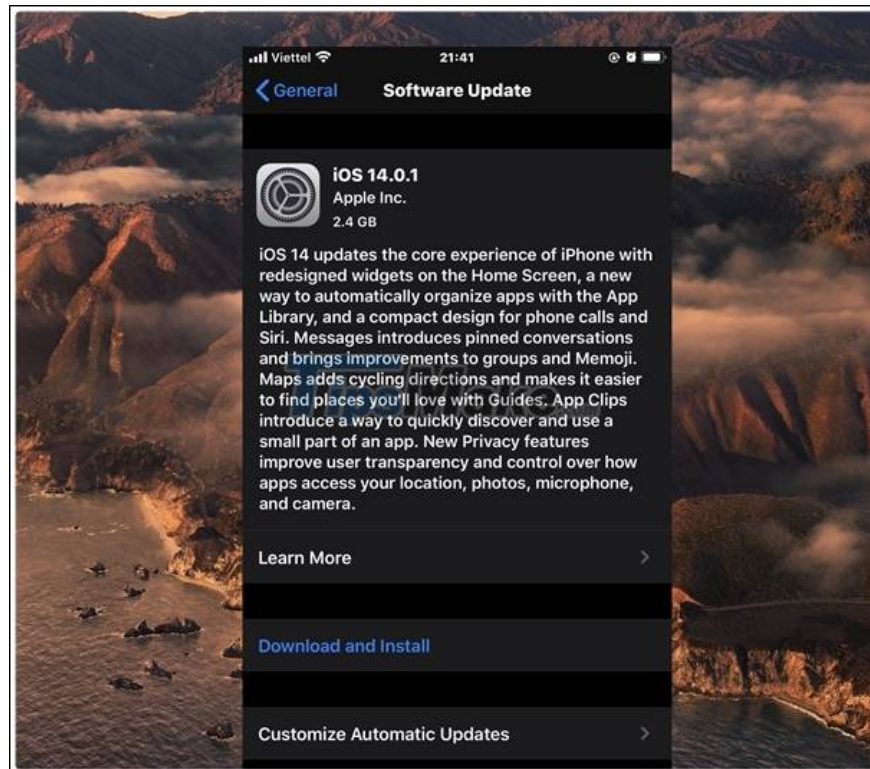 Viettel
21:41
General
Software Update
iOS 14.0.1
Apple Inc.
2.4 GB
iOS 14 updates the core experience of iPhone with
redesigned widgets on the Home Screen, a new
way to automatically organize apps with the App
Library, and a compact design for phone calls and
Siri. Messages introduces pinned conversations
and brings improvements to groups and Memoji.
Maps adds cycling directions and makes it easier
to find places you'll love with Guides. App Clips
introduce a way to quickly discover and use a
small part of an app. New Privacy features
improve user transparency and control over how
apps access your location, photos, microphone,
and camera.
TipsMake
Learn More
Download and Install
Customize Automatic Updates